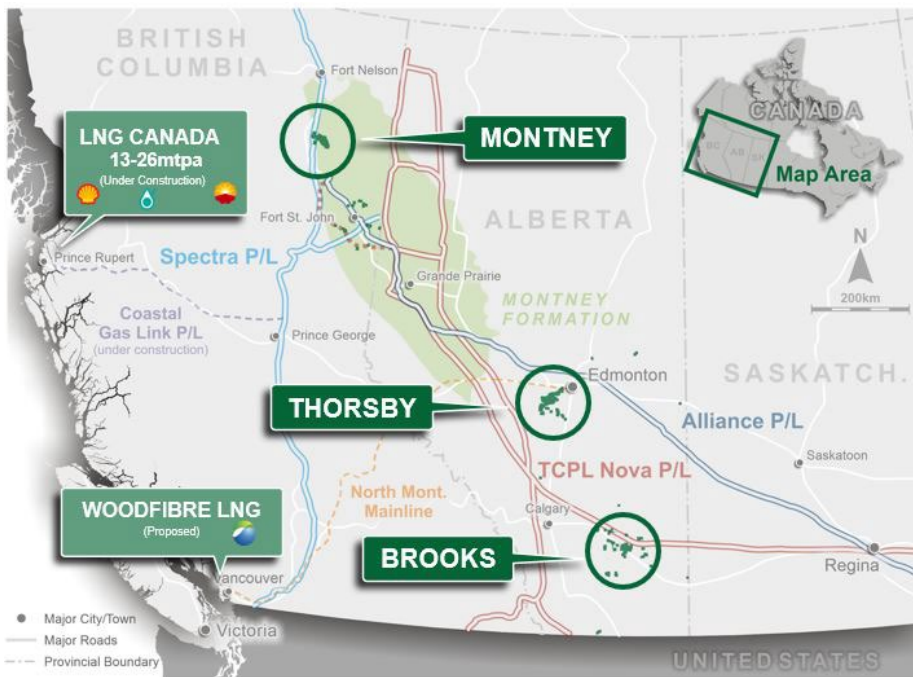 BRITISH
COLUMBIA
Fort Nelson
LNG CANADA
13-26mtpa
(Under Construction)
MONTNEY
CANADA
BC
AB
SK
Map Area
Fort St. John
ALBERTA
N
200km
Prince Rupert
Spectra P/L
Grande Prairie
MONTNEY
FORMATION
Coastal
Gas Link P/L
(under construction)
Prince George
SASKATCH.
Edmonton
THORSBY
Alliance P/L
TCPL Nova P/L
Saskatoon
North Mont.
Mainline
WOODFIBRE LNG
(Proposed)
Calgary
BROOKS
Regina
Vancouver
Victoria
Major City/Town
Major Roads
Provincial Boundary
UNITED STATES